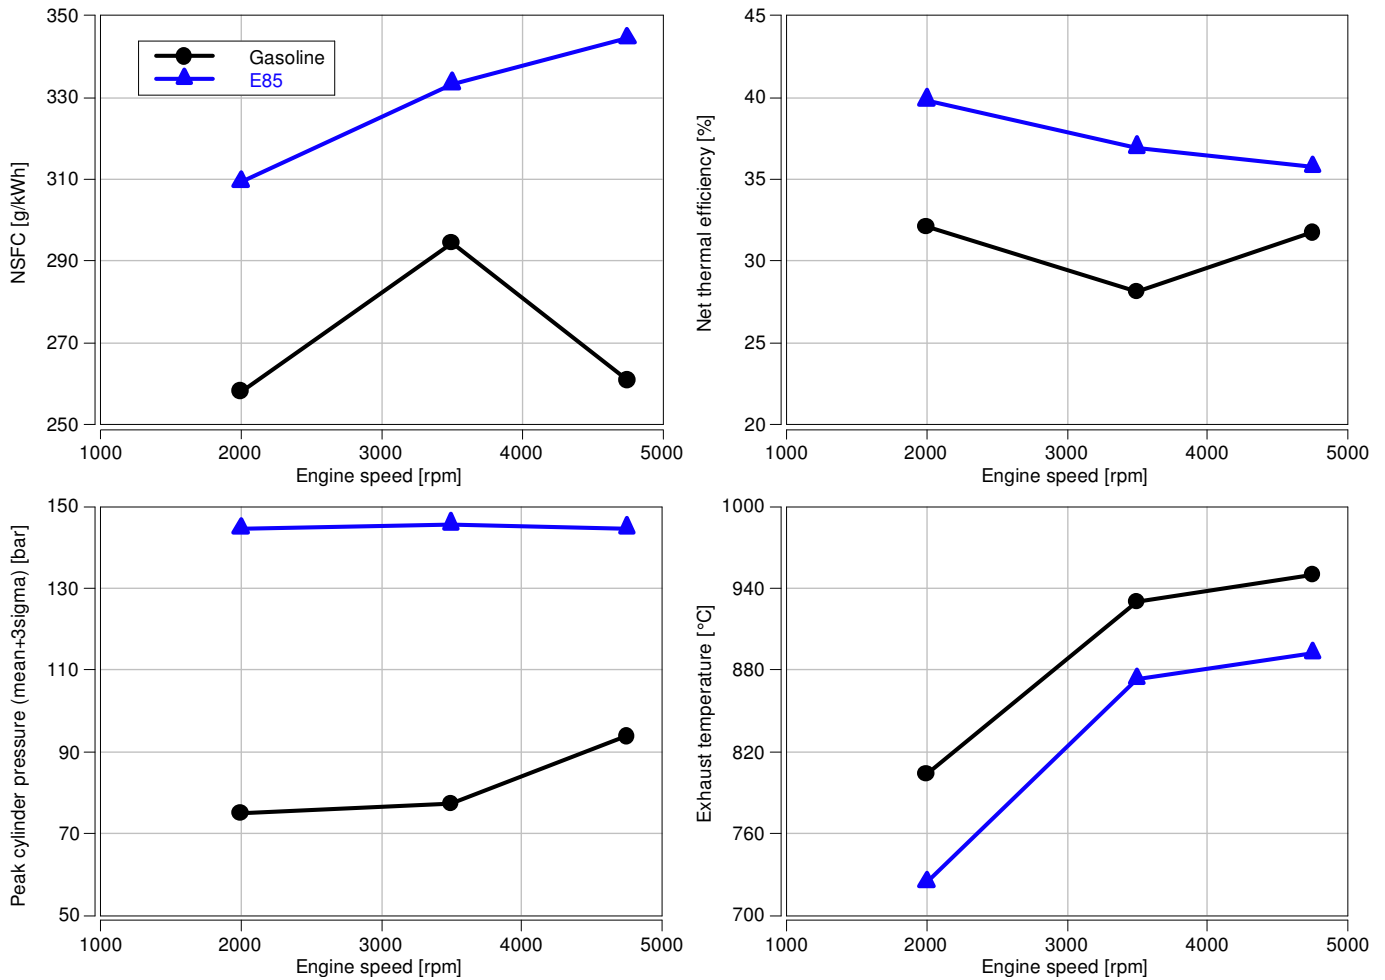 350
330
310
290
270
250
NSFC [g/kWh]
Gasoline
E85
1000 2000 3000 4000 5000
Engine speed [rpm]
45
40
35
30
25
20
Net thermal efficiency [%]
1000 2000 3000 4000 5000
Engine speed [rpm]
150
130
110
90
70
50
Peak cylinder pressure (mean+3sigma) [bar]
1000 2000 3000 4000 5000
Engine speed [rpm]
1000
940
880
820
760
700
Exhaust temperature [°C]
1000 2000 3000 4000 5000
Engine speed [rpm]